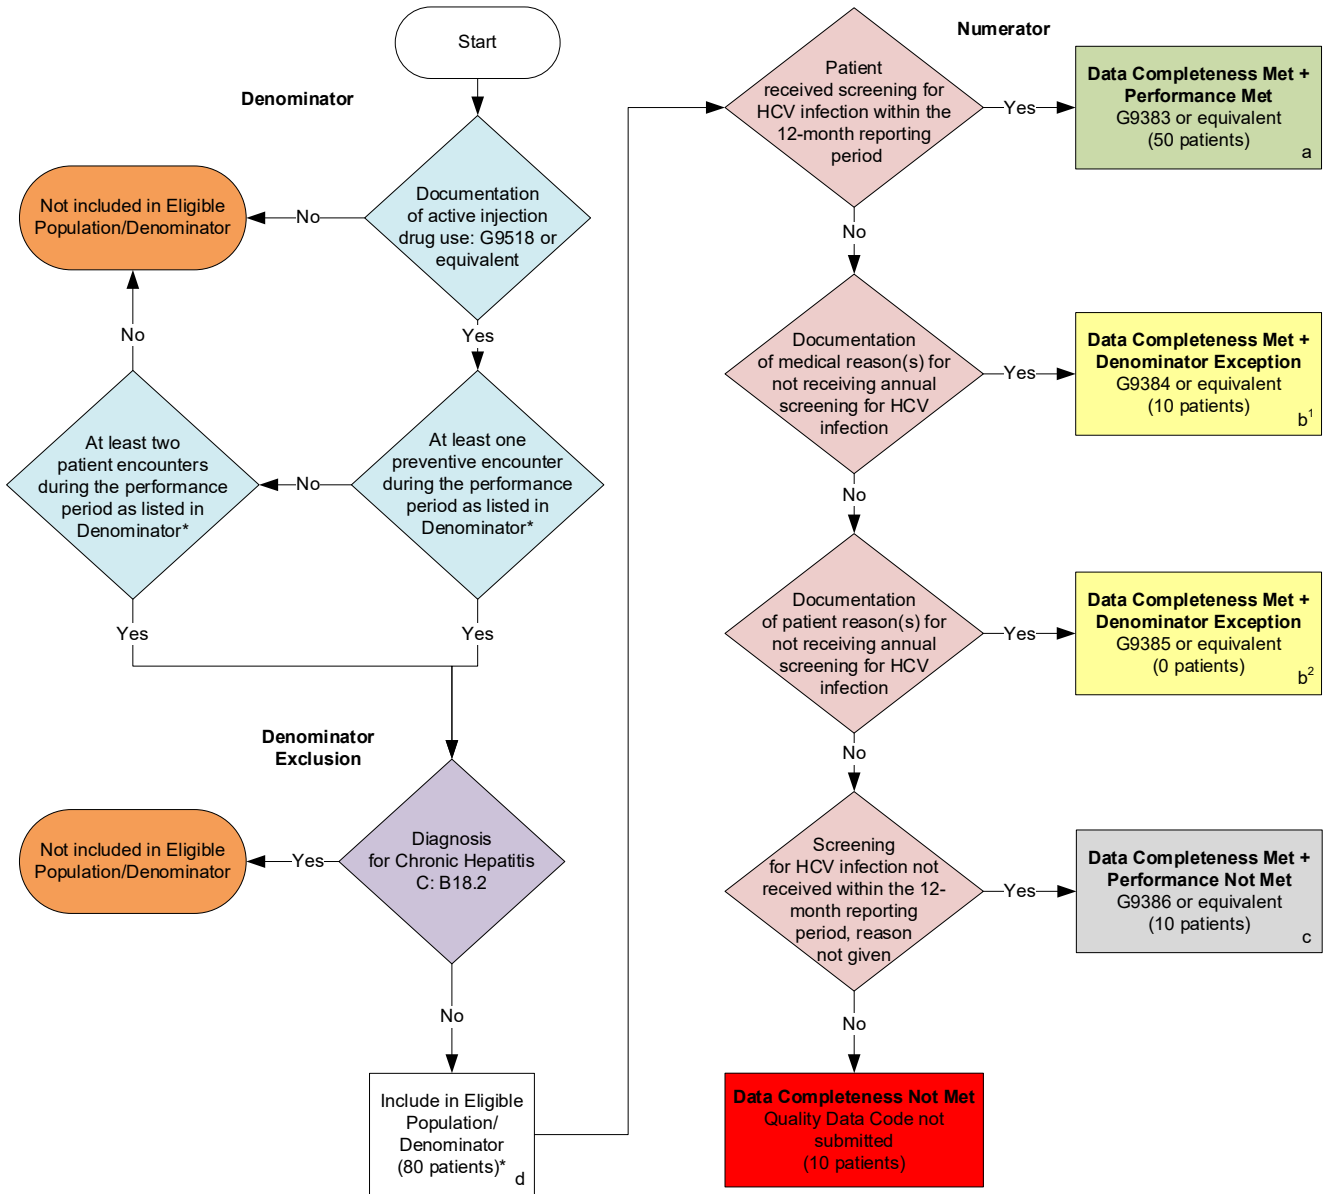 Start
Denominator
Documentation
of active injection
drug use: G9518 or
equivalent
No
Not included in Eligible
Population/Denominator
Yes
No
At least one
preventive encounter
during the performance
period as listed in
Denominator*
No
At least two
patient encounters
during the performance
period as listed in
Denominator*
Yes
Yes
Denominator
Exclusion
Diagnosis
for Chronic Hepatitis
C: B18.2
Yes
Not included in Eligible
Population/Denominator
No
Include in Eligible
Population/
Denominator
(80 patients)*
d
Numerator
Patient
received screening for
HCV infection within the
12-month reporting
period
Yes
Data Completeness Met +
Performance Met
G9383 or equivalent
(50 patients)
a
No
Documentation
of medical reason(s) for
not receiving annual
screening for HCV
infection
Yes
Data Completeness Met +
Denominator Exception
G9384 or equivalent
(10 patients)
b1
No
Documentation
of patient reason(s) for
not receiving annual
screening for HCV
infection
Yes
Data Completeness Met +
Denominator Exception
G9385 or equivalent
(0 patients)
b2
No
Screening
for HCV infection not
received within the 12-
month reporting
period, reason
not given
Yes
Data Completeness Met +
Performance Not Met
G9386 or equivalent
(10 patients)
c
No
Data Completeness Not Met
Quality Data Code not
submitted
(10 patients)